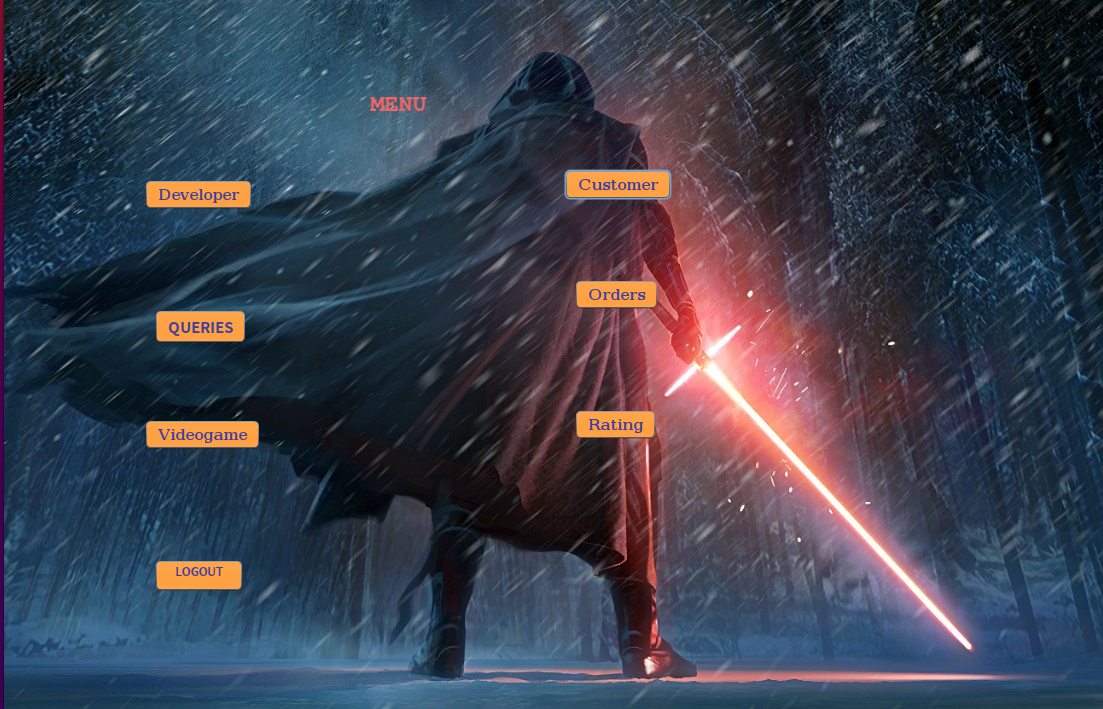 MENU
Developer
Customer
Orders
QUERIES
Videogame
Rating
LOGOUT